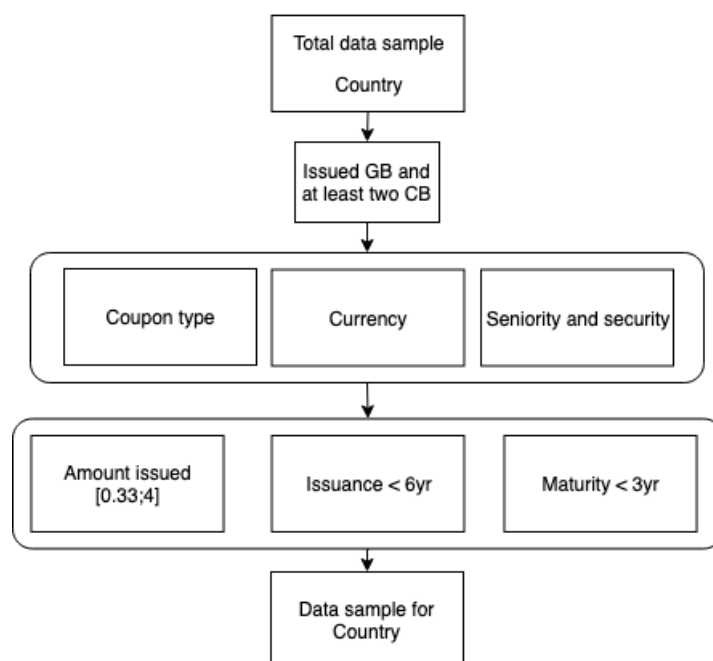 Total data sample
Country
Issued GB and
at least two CB
Coupon type
Currency
Seniority and security
Amount issued
[0.33;4]
Issuance < 6yr
Maturity < 3yr
Data sample for
Country